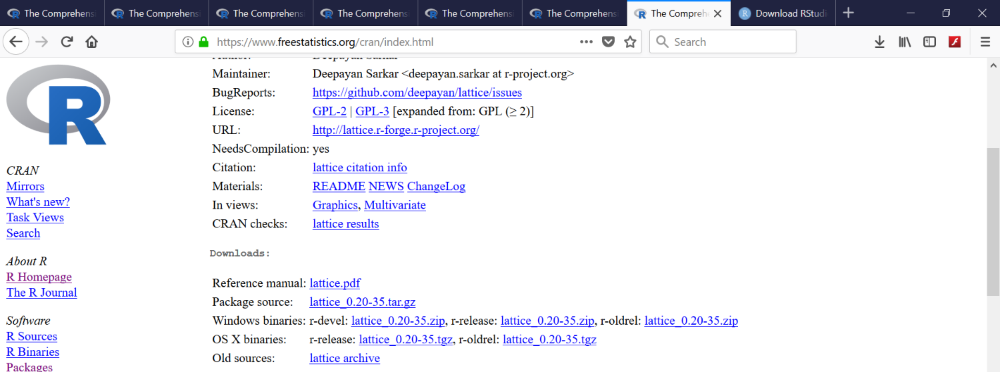 The Comprehensi The Comprehensi The Comprehensi The Comprehensi The Comprehensi The Comprehensi The Comprehe Download RStudi
https://www.freestatistics.org/cran/index.html Search
R
Maintainer: Deepayan Sarkar <deepayan.sarkar at r-project.org>
BugReports: https://github.com/deepayan/lattice/issues
License: GPL-2 | GPL-3 [expanded from: GPL (≥ 2)]
URL: http://lattice.r-forge.r-project.org/
NeedsCompilation: yes
Citation: lattice citation info
Materials: README NEWS ChangeLog
In views: Graphics, Multivariate
CRAN checks: lattice results
Downloads:
Reference manual: lattice.pdf
Package source: lattice_0.20-35.tar.gz
Windows binaries: r-devel: lattice_0.20-35.zip, r-release: lattice_0.20-35.zip, r-oldrel: lattice_0.20-35.zip
OS X binaries: r-release: lattice_0.20-35.tgz, r-oldrel: lattice_0.20-35.tgz
Old sources: lattice archive
CRAN
Mirrors
What's new?
Task Views
Search
About R
R Homepage
The R Journal
Software
R Sources
R Binaries
Packages